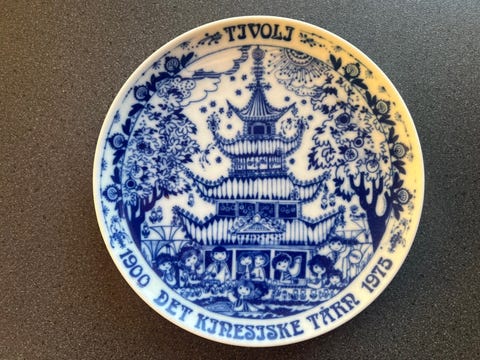 TIVOLI
1900 DET KINESISKE TÅRN 1975